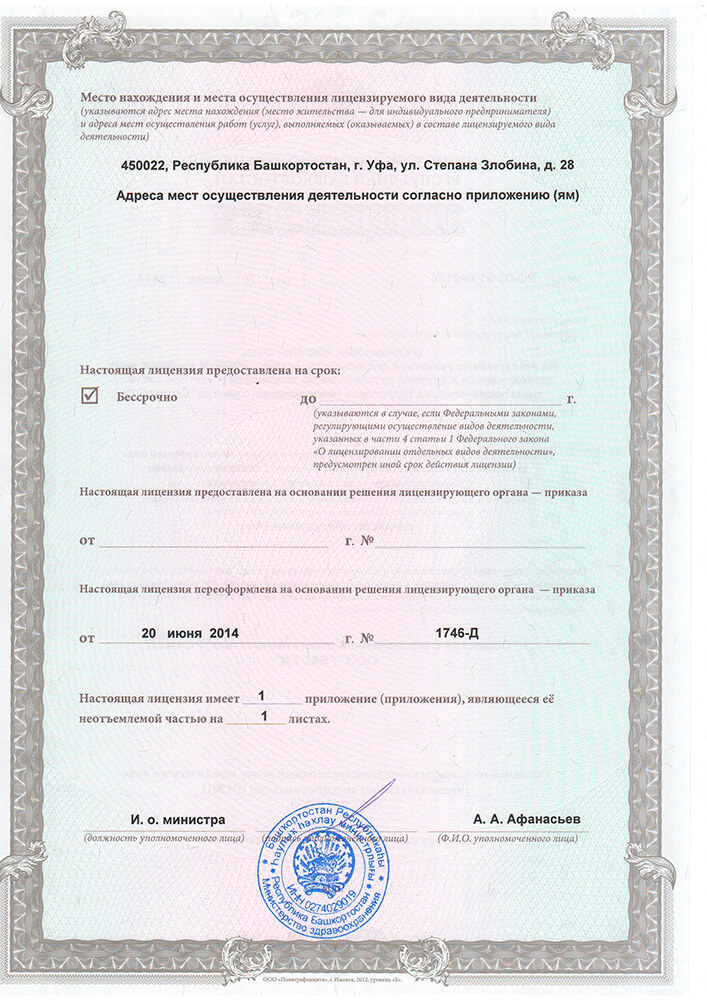 Место нахождения и места осуществления лицензируемого вида деятельности
(указываются адрес места нахождения (место жительства — для индивидуального предпринимателя)
и адреса мест осуществления работ (услуг), выполняемых (оказываемых) в составе лицензируемого вида
деятельности)
450022, Республика Башкортостан, г. Уфа, ул. Степана Злобина, д. 28
Адреса мест осуществления деятельности согласно приложению (ям)
Настоящая лицензия предоставлена на срок:
Бессрочно до г.
(указываются в случае, если Федеральными законами,
регулирующими осуществление видов деятельности,
указанных в части 4 статьи 1 Федерального закона
«О лицензировании отдельных видов деятельности»,
предусмотрен иной срок действия лицензии)
Настоящая лицензия предоставлена на основании решения лицензирующего органа — приказа
от г. №
Настоящая лицензия переоформлена на основании решения лицензирующего органа — приказа
от 20 июня 2014 г. № 1746-Д
Настоящая лицензия имеет 1 приложение (приложения), являющееся её
неотъемлемой частью на 1 листах.
И. о. министра А. А. Афанасьев
(должность уполномоченного лица) уполномоченного лица) (Ф.И.О. уполномоченного лица)
Башҡортостан Республикаһы
Һаулыҡ һаҡлау министрлығы
ИНН 0274029019
Республика Башкортостан
Министерство здравоохранения
ООО «Полиграфзащита», г. Ижевск, 2012, уровень «Б».